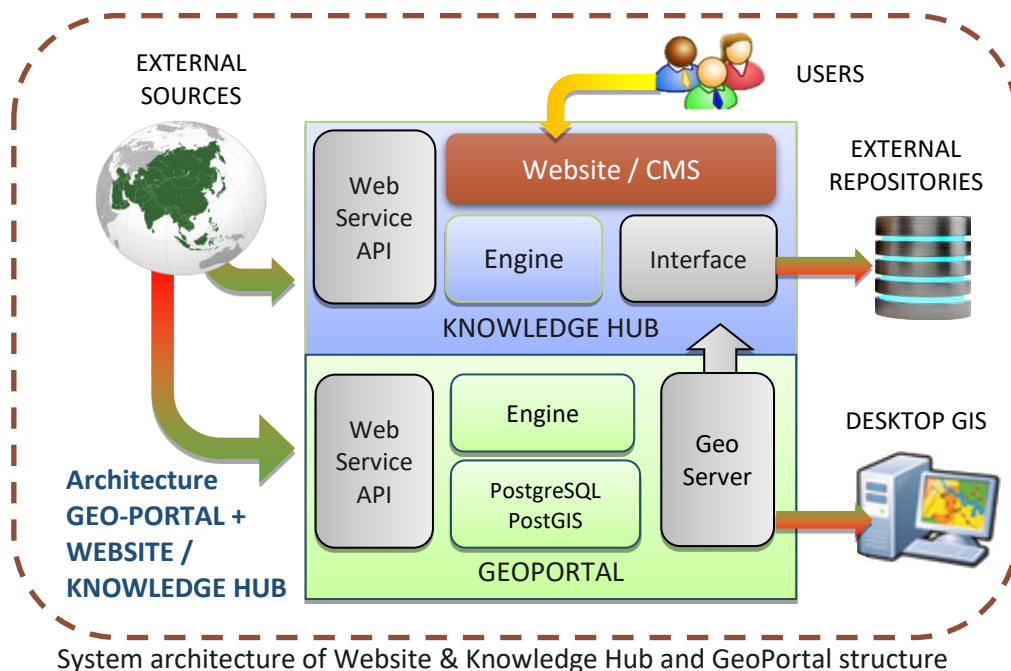 EXTERNAL
SOURCES
USERS
Web
Service
API
Website / CMS
Engine
Interface
KNOWLEDGE HUB
EXTERNAL
REPOSITORIES
Web
Service
API
Engine
PostgreSQL
PostGIS
Geo
Server
GEOPORTAL
DESKTOP GIS
Architecture
GEO-PORTAL +
WEBSITE /
KNOWLEDGE HUB
System architecture of Website & Knowledge Hub and GeoPortal structure